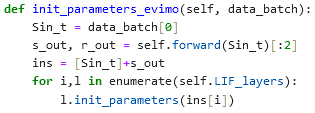 def init_parameters_evimo(self, data_batch):
    Sin_t = data_batch[0]
    s_out, r_out = self.forward(Sin_t)[:2]
    ins = [Sin_t]+s_out
    for i,l in enumerate(self.LIF_layers):
        l.init_parameters(ins[i])